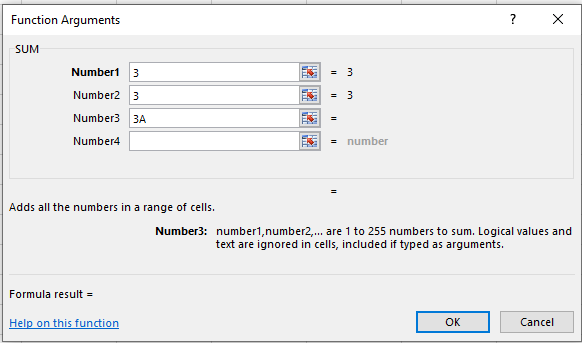 Function Arguments ? ×
SUM
Number1 3 = 3
Number2 3 = 3
Number3 3A =
Number4 = number
=
Adds all the numbers in a range of cells.
Number3: number1,number2,... are 1 to 255 numbers to sum. Logical values and
text are ignored in cells, included if typed as arguments.
Formula result =
Help on this function OK Cancel